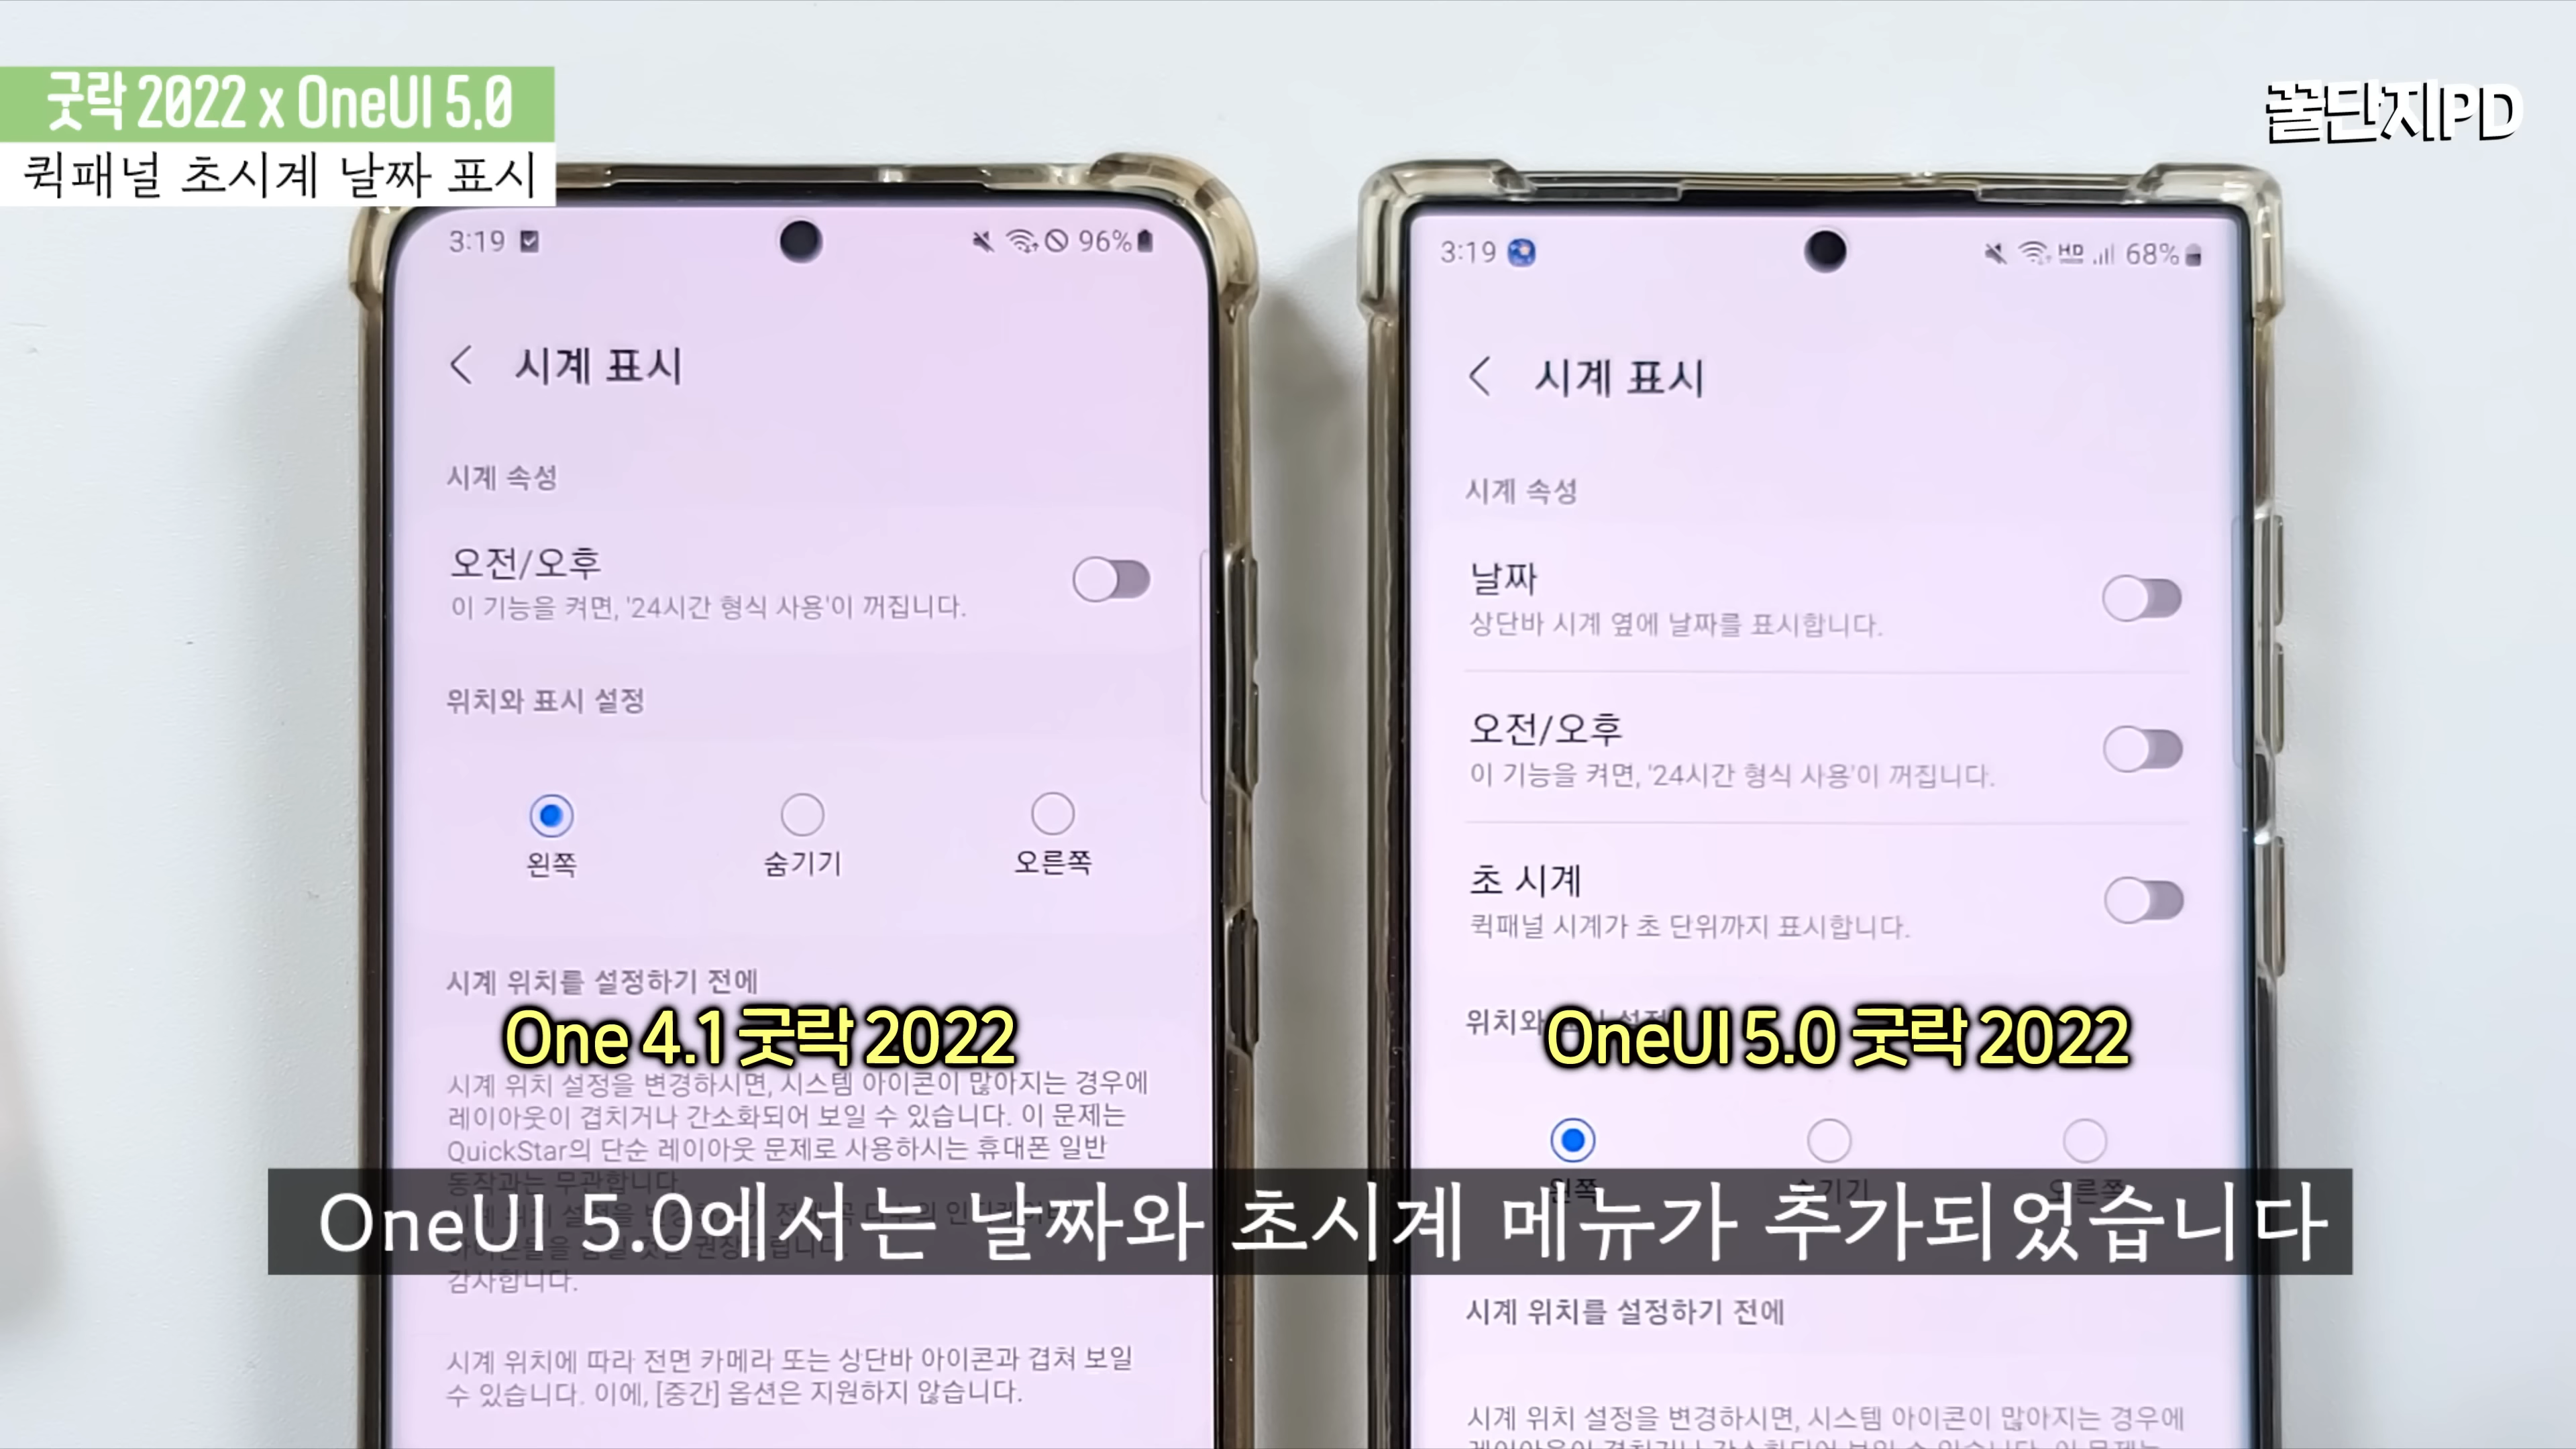 굿락 2022 x OneUI 5.0
퀵패널 초시계 날짜 표시
꿀단지PD
3:19
96%
시계 표시
시계 속성
오전/오후
이 기능을 켜면, '24시간 형식 사용'이 꺼집니다.
위치와 표시 설정
왼쪽
숨기기
오른쪽
시계 위치를 설정하기 전에
One 4.1 굿락 2022
시계 위치 설정을 변경하시면, 시스템 아이콘이 많아지는 경우에
레이아웃이 겹치거나 간소화되어 보일 수 있습니다. 이 문제는
QuickStar의 단순 레이아웃 문제로 사용하시는 휴대폰 일반
동작과는 무관합니다.
감사합니다.
시계 위치에 따라 전면 카메라 또는 상단바 아이콘과 겹쳐 보일
수 있습니다. 이에, [중간] 옵션은 지원하지 않습니다.
3:19
HD
68%
시계 표시
시계 속성
날짜
상단바 시계 옆에 날짜를 표시합니다.
오전/오후
이 기능을 켜면, '24시간 형식 사용'이 꺼집니다.
초 시계
퀵패널 시계가 초 단위까지 표시합니다.
위치와
OneUI 5.0 굿락 2022
시계 위치를 설정하기 전에
시계 위치 설정을 변경하시면, 시스템 아이콘이 많아지는 경우에
OneUI 5.0에서는 날짜와 초시계 메뉴가 추가되었습니다